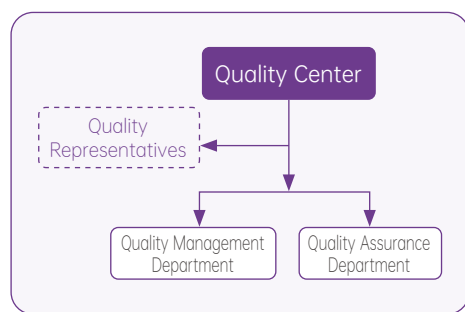 Quality Center
Quality
Representatives
Quality Management
Department
Quality Assurance
Department